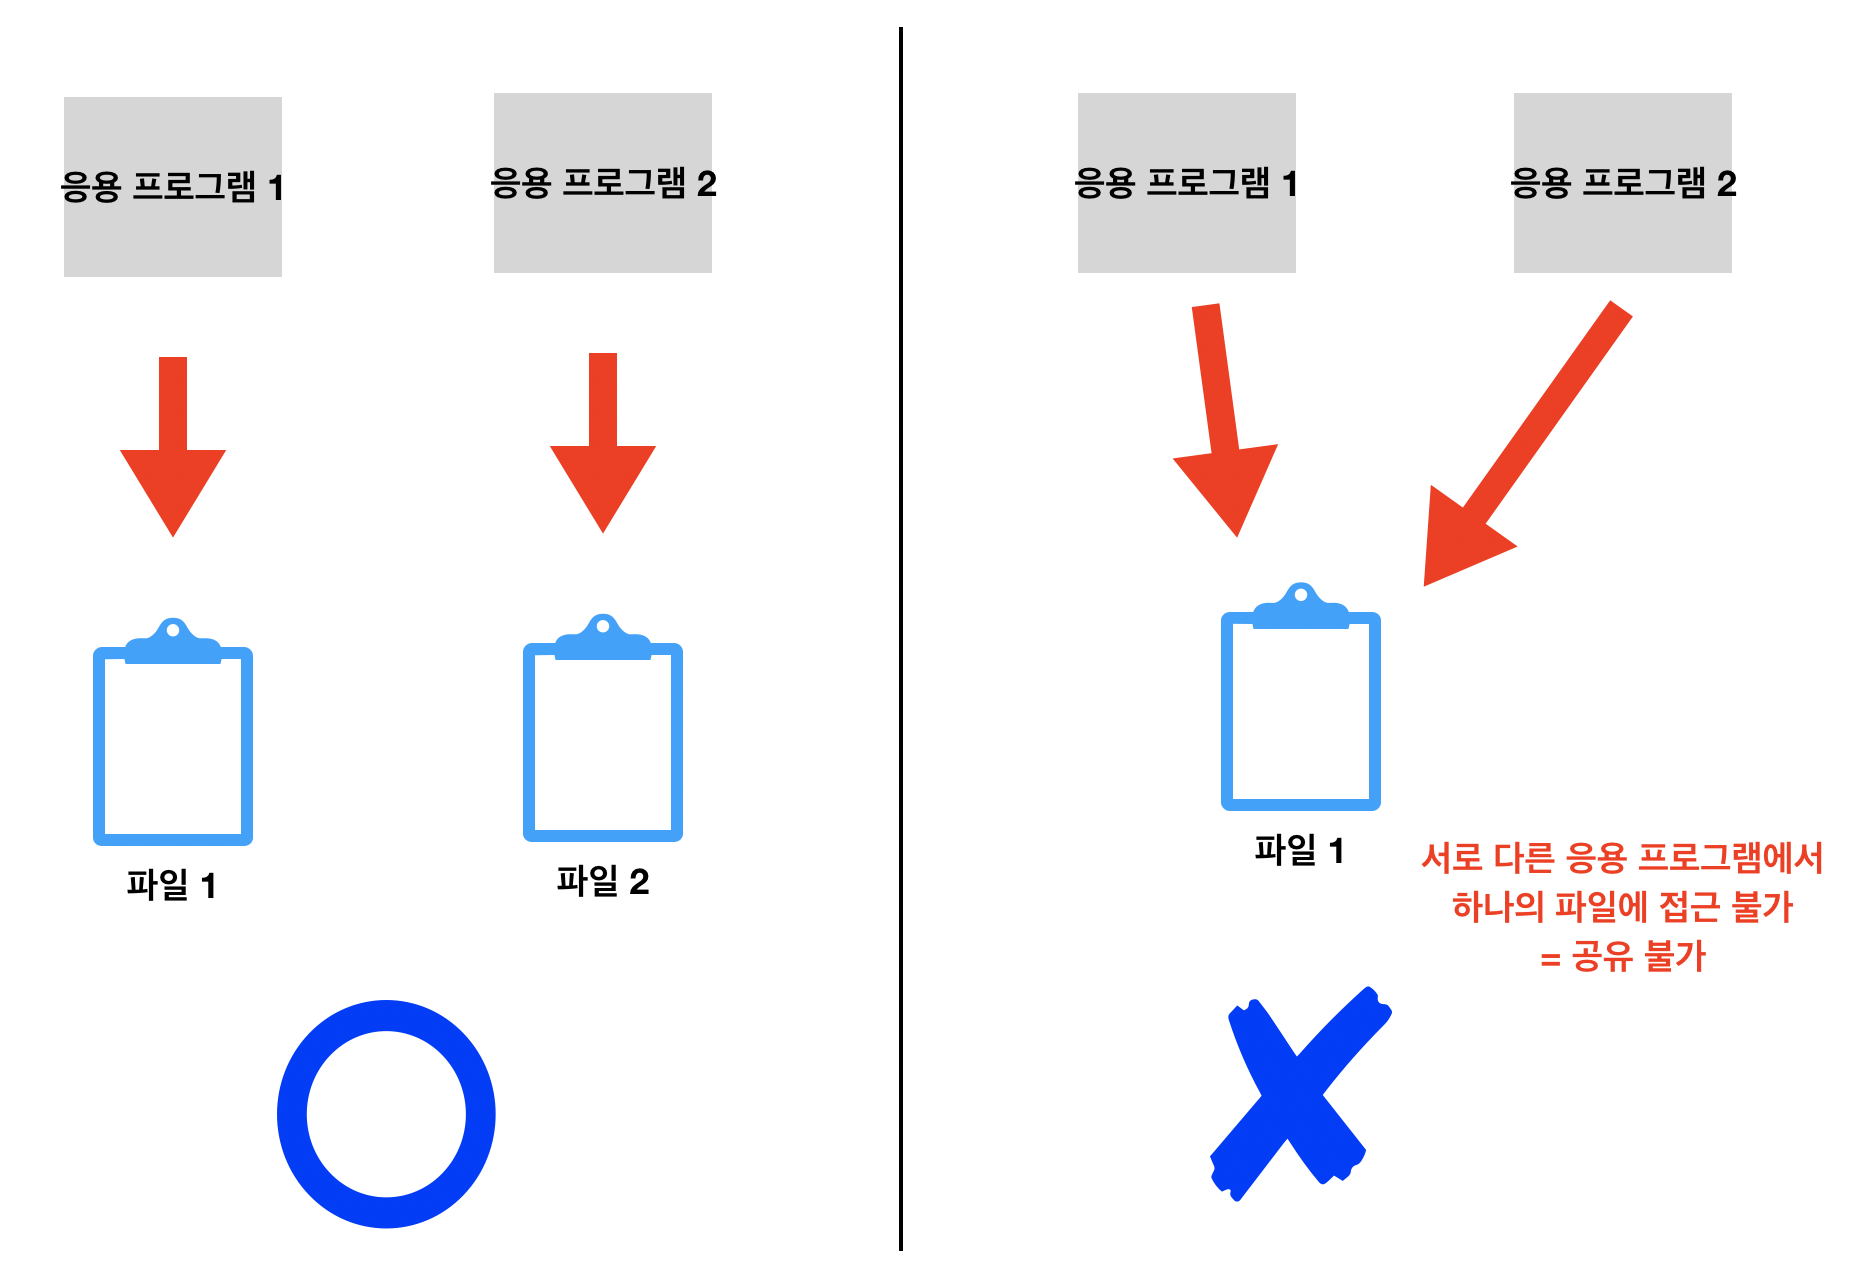 응용 프로그램 1
응용 프로그램 2
파일 1
파일 2
응용 프로그램 1
응용 프로그램 2
파일 1
서로 다른 응용 프로그램에서
하나의 파일에 접근 불가
= 공유 불가